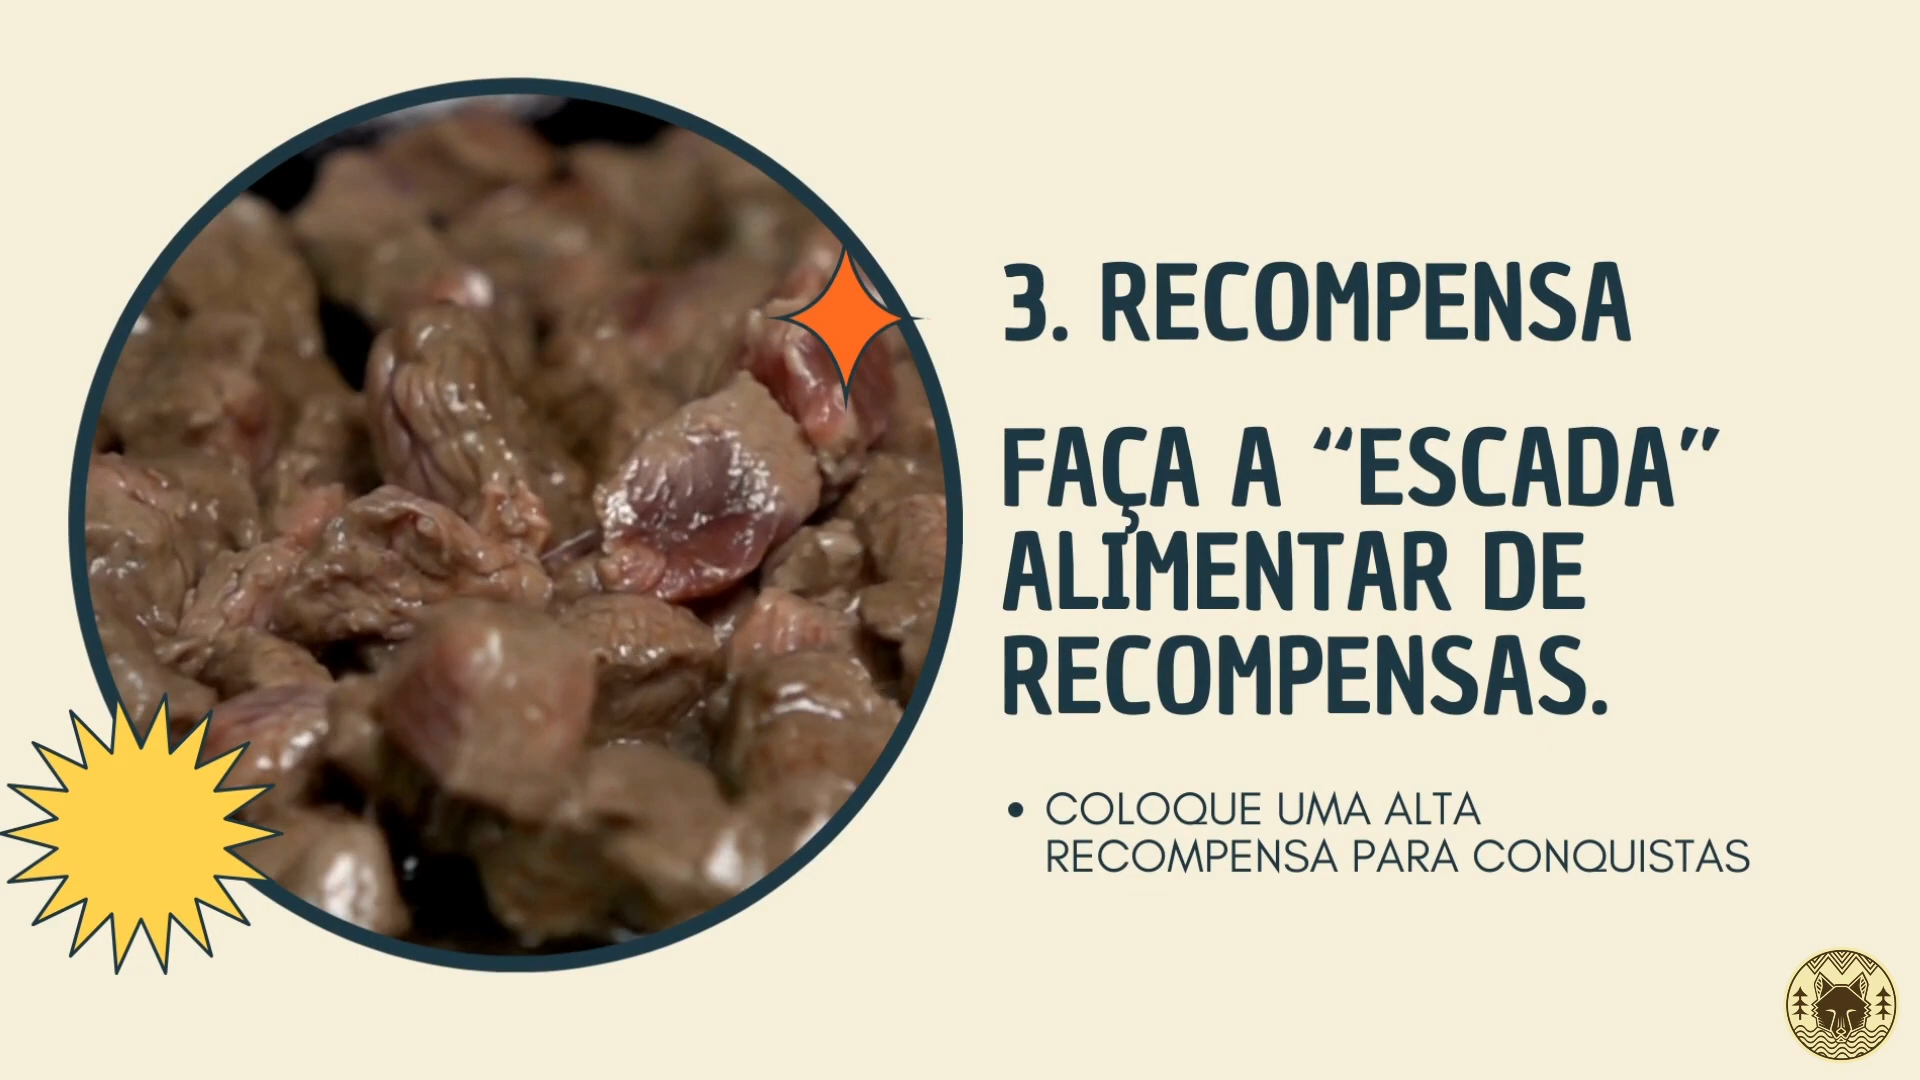 3. RECOMPENSA
FAÇA A “ESCADA”
ALIMENTAR DE
RECOMPENSAS.
• COLOQUE UMA ALTA
RECOMPENSA PARA CONQUISTAS